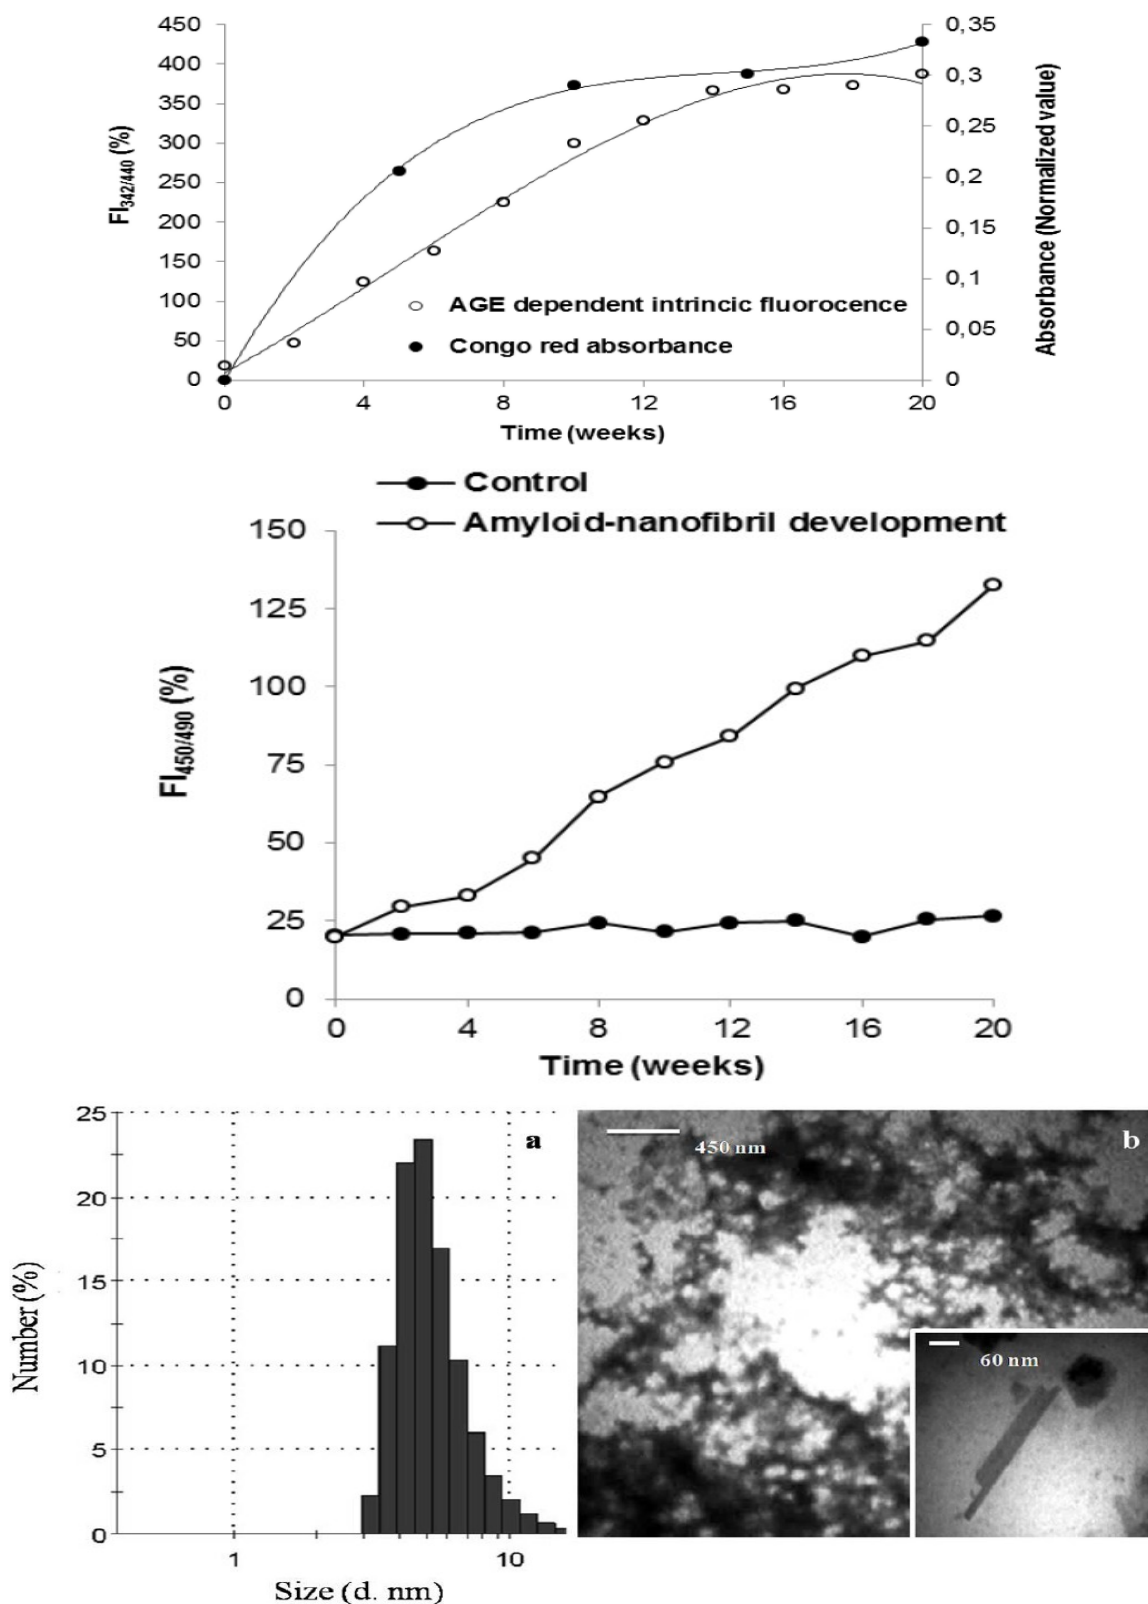 450
400
350
300
250
200
150
100
50
0
FI342/440 (%)
0,35
0,3
0,25
0,2
0,15
0,1
0,05
0
Absorbance (Normalized value)
AGE dependent intrincic fluorocence
Congo red absorbance
0 4 8 12 16 20
Time (weeks)
Control
Amyloid-nanofibril development
150
125
100
75
50
25
0
FI450/490 (%)
0 4 8 12 16 20
Time (weeks)
25
20
15
10
5
0
Number (%)
a
1 10
Size (d. nm)
450 nm
b
60 nm